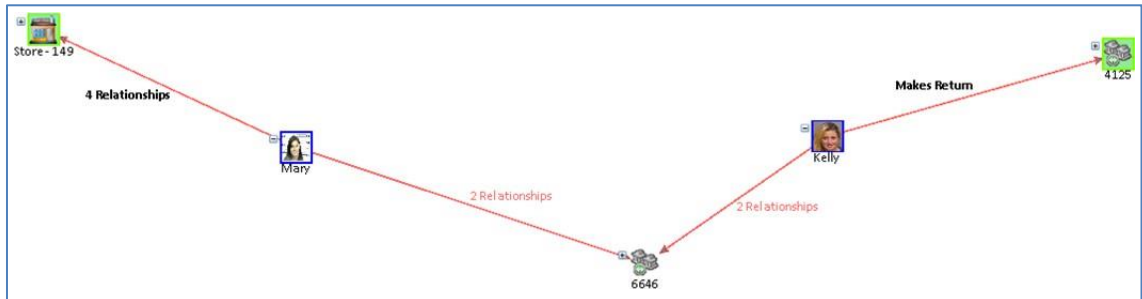 Store-149
4 Relationships
Mary
2 Relationships
6646
2 Relationships
Kelly
Makes Return
4125